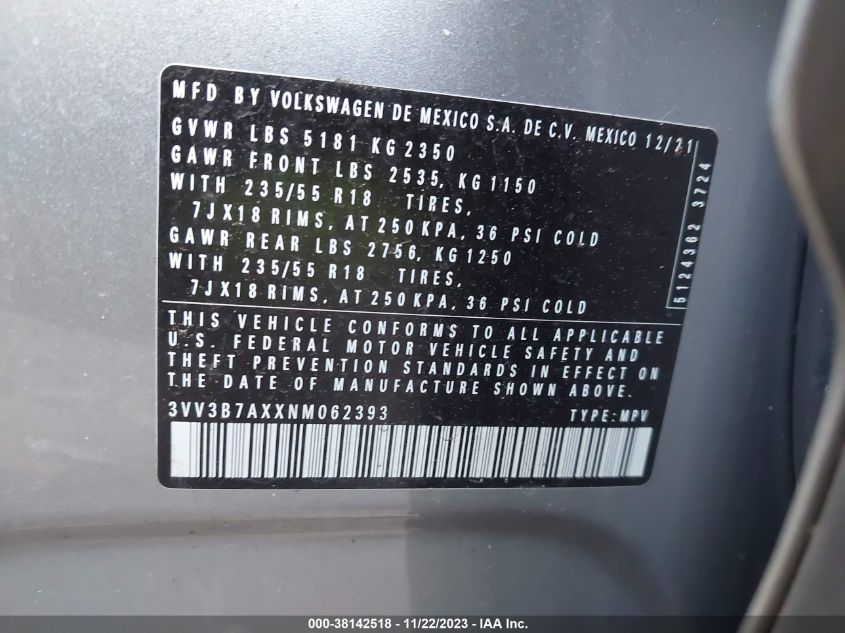 MFD BY VOLKSWAGEN DE MEXICO S.A. DE C.V. MEXICO 12/21
GVWR LBS 5181 KG 2350
GAWR FRONT LBS 2535, KG 1150
WITH 235/55 R18 TIRES,
7JX18 RIMS, AT 250 KPA, 36 PSI COLD
GAWR REAR LBS 2756, KG 1250
WITH 235/55 R18 TIRES,
7JX18 RIMS, AT 250 KPA, 36 PSI COLD
5124362 3724
THIS VEHICLE CONFORMS TO ALL APPLICABLE
U.S. FEDERAL MOTOR VEHICLE SAFETY AND
THEFT PREVENTION STANDARDS IN EFFECT ON
THE DATE OF MANUFACTURE SHOWN ABOVE.
3VV3B7AXXNM062393 TYPE: MPV
000-38142518 - 11/22/2023 - IAA Inc.